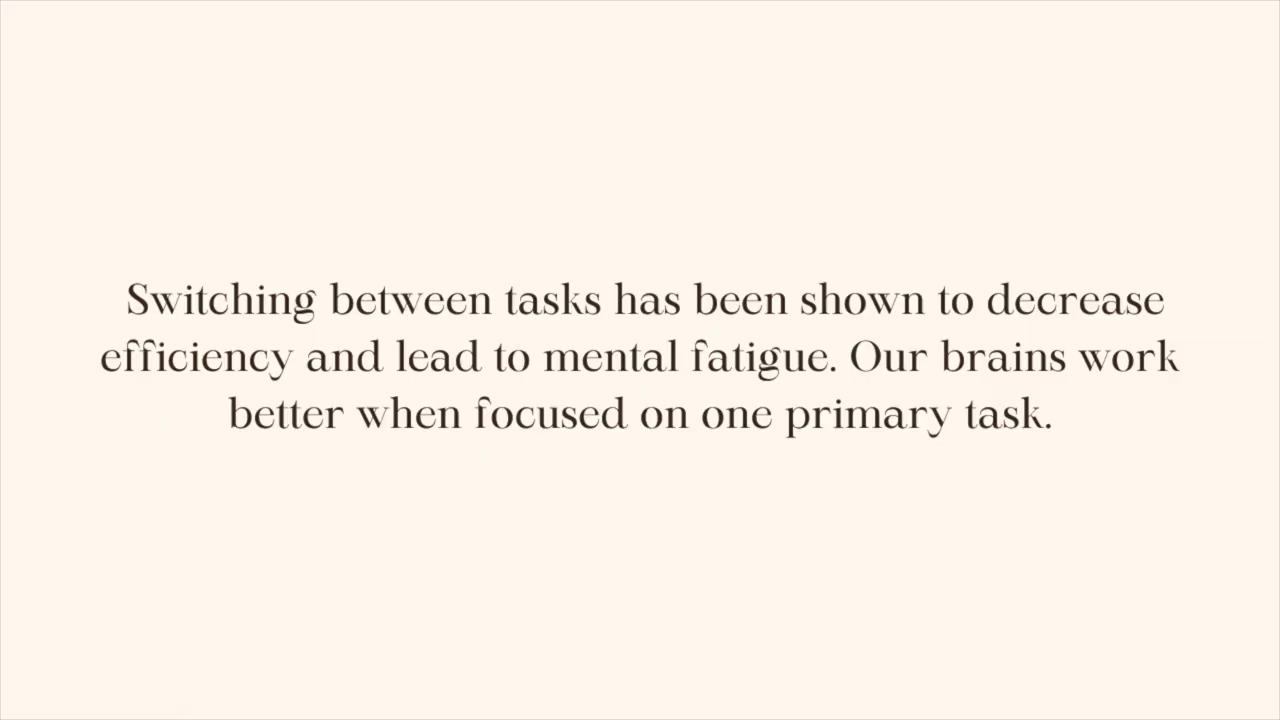 Switching between tasks has been shown to decrease
efficiency and lead to mental fatigue. Our brains work
better when focused on one primary task.